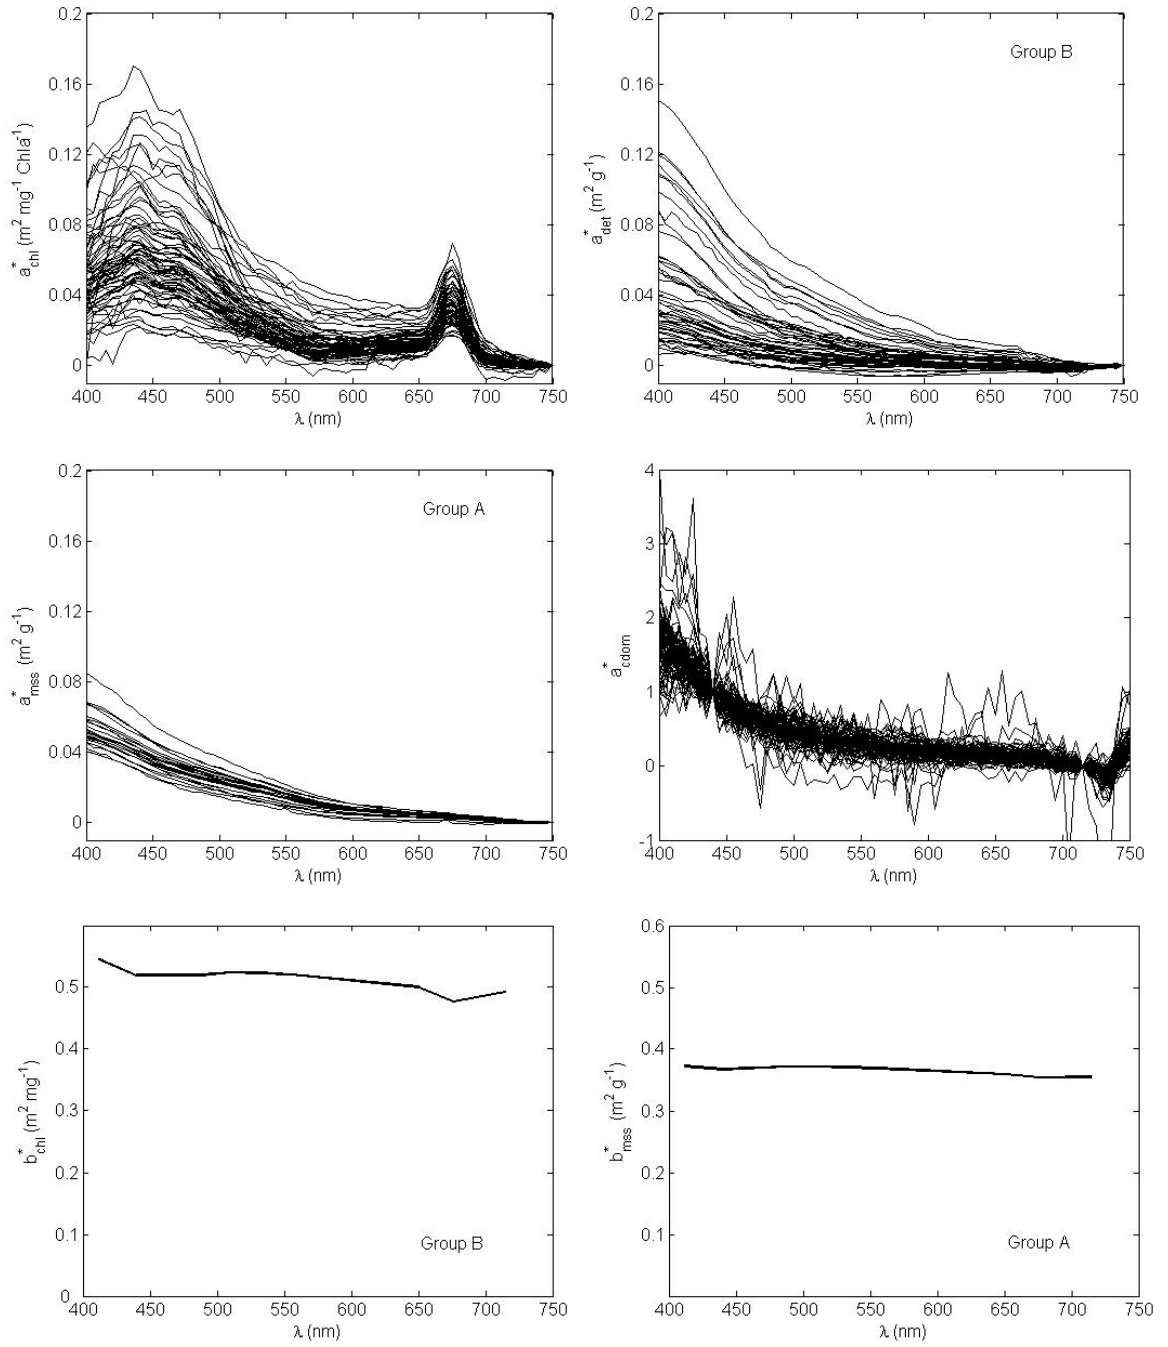 0.2
0.16
0.12
0.08
0.04
0
400 450 500 550 600 650 700 750
λ (nm)
a*chl (m2 mg-1 Chla-1)
Group B
0.2
0.16
0.12
0.08
0.04
0
400 450 500 550 600 650 700 750
λ (nm)
a*det (m2 g-1)
Group A
0.2
0.16
0.12
0.08
0.04
0
400 450 500 550 600 650 700 750
λ (nm)
a*mss (m2 g-1)
4
3
2
1
0
-1
400 450 500 550 600 650 700 750
λ (nm)
a*cdom
0.5
0.4
0.3
0.2
0.1
0
400 450 500 550 600 650 700 750
λ (nm)
b*chl (m2 mg-1)
Group B
0.6
0.5
0.4
0.3
0.2
0.1
400 450 500 550 600 650 700 750
λ (nm)
b*mss (m2 g-1)
Group A